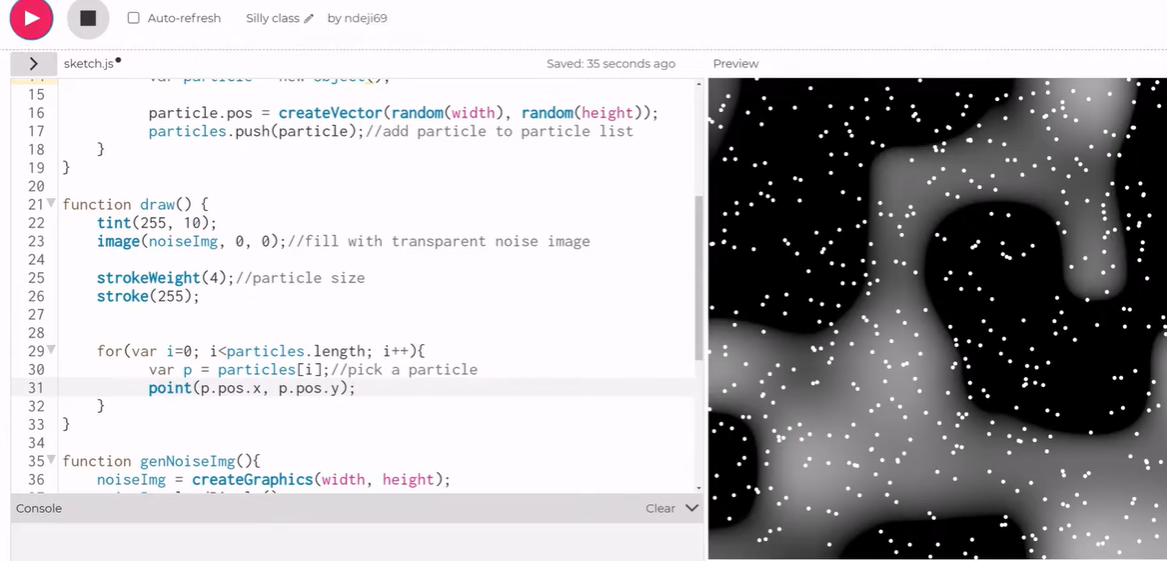 Auto-refresh Silly class by ndeji69
sketch.js Saved: 35 seconds ago Preview
14 var particle = new Object();
15
16 particle.pos = createVector(random(width), random(height));
17 particles.push(particle);//add particle to particle list
18 }
19 }
20
21 function draw() {
22 tint(255, 10);
23 image(noiseImg, 0, 0);//fill with transparent noise image
24
25 strokeWeight(4);//particle size
26 stroke(255);
27
28
29 for(var i=0; i<particles.length; i++){
30 var p = particles[i];//pick a particle
31 point(p.pos.x, p.pos.y);
32 }
33 }
34
35 function genNoiseImg(){
36 noiseImg = createGraphics(width, height);
Console Clear